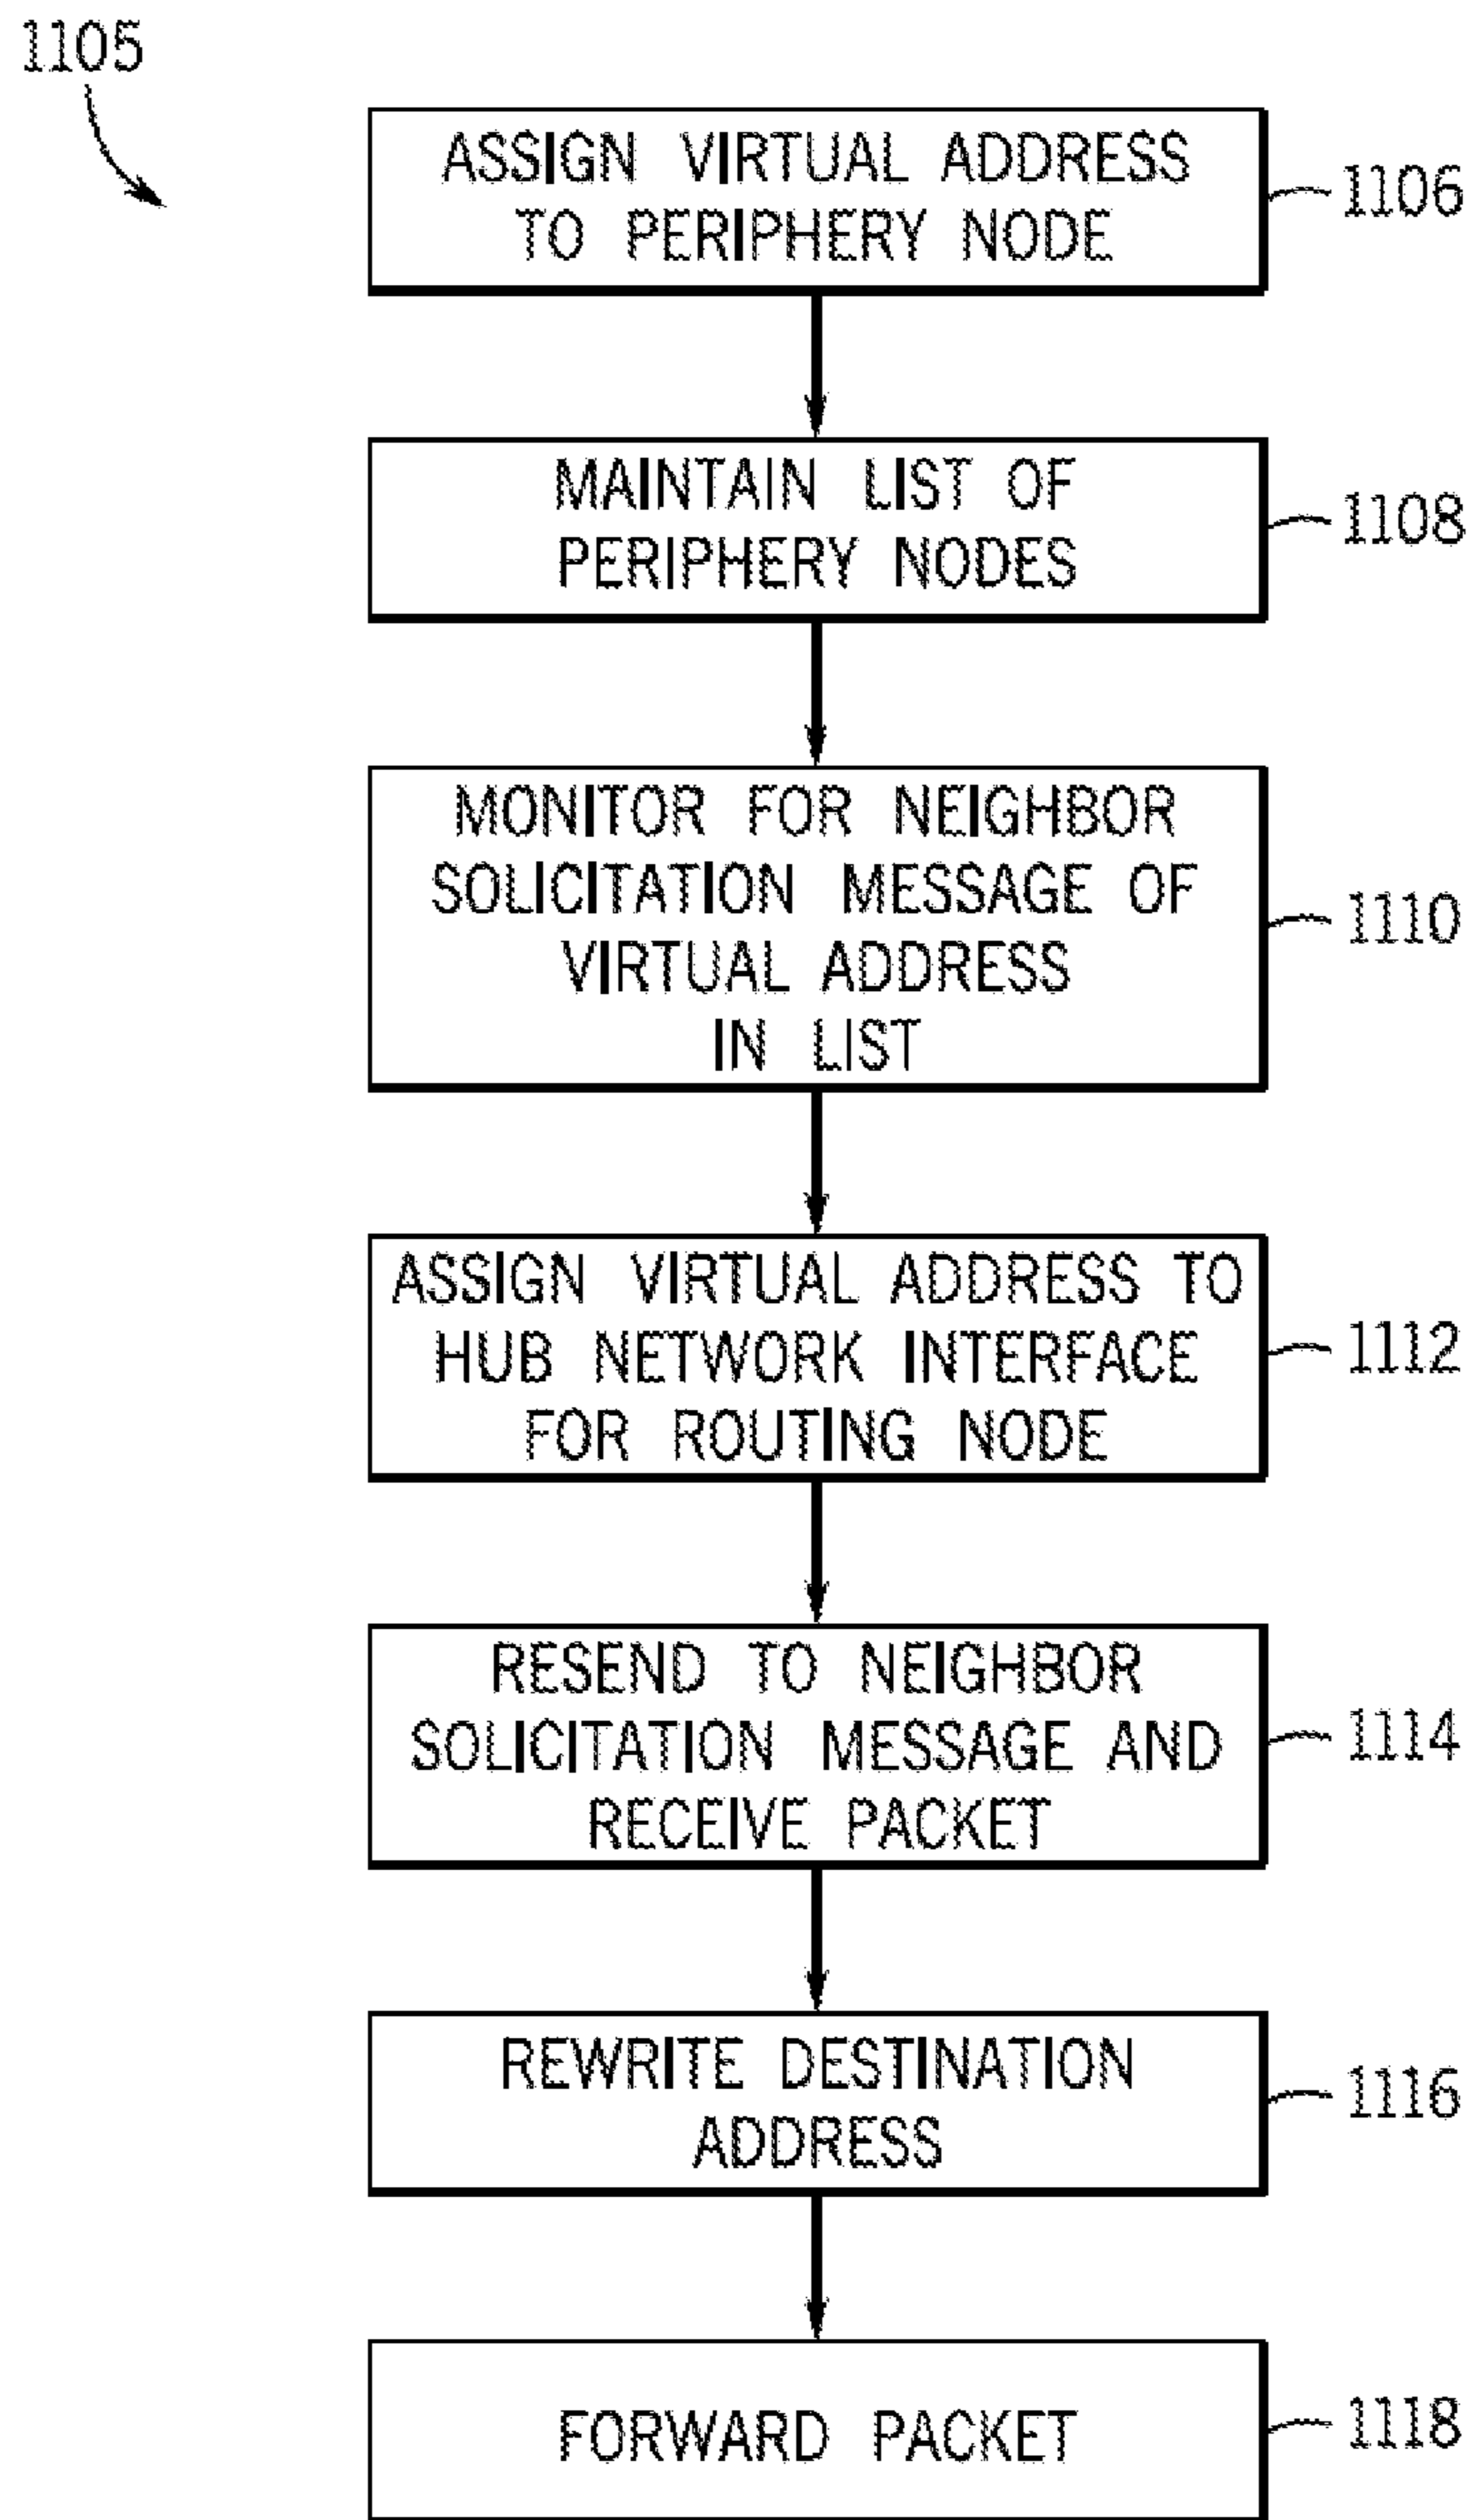 1105
ASSIGN VIRTUAL ADDRESS
TO PERIPHERY NODE
1106
MAINTAIN LIST OF
PERIPHERY NODES
1108
MONITOR FOR NEIGHBOR
SOLICITATION MESSAGE OF
VIRTUAL ADDRESS
IN LIST
1110
ASSIGN VIRTUAL ADDRESS TO
HUB NETWORK INTERFACE
FOR ROUTING NODE
1112
RESEND TO NEIGHBOR
SOLICITATION MESSAGE AND
RECEIVE PACKET
1114
REWRITE DESTINATION
ADDRESS
1116
FORWARD PACKET
1118